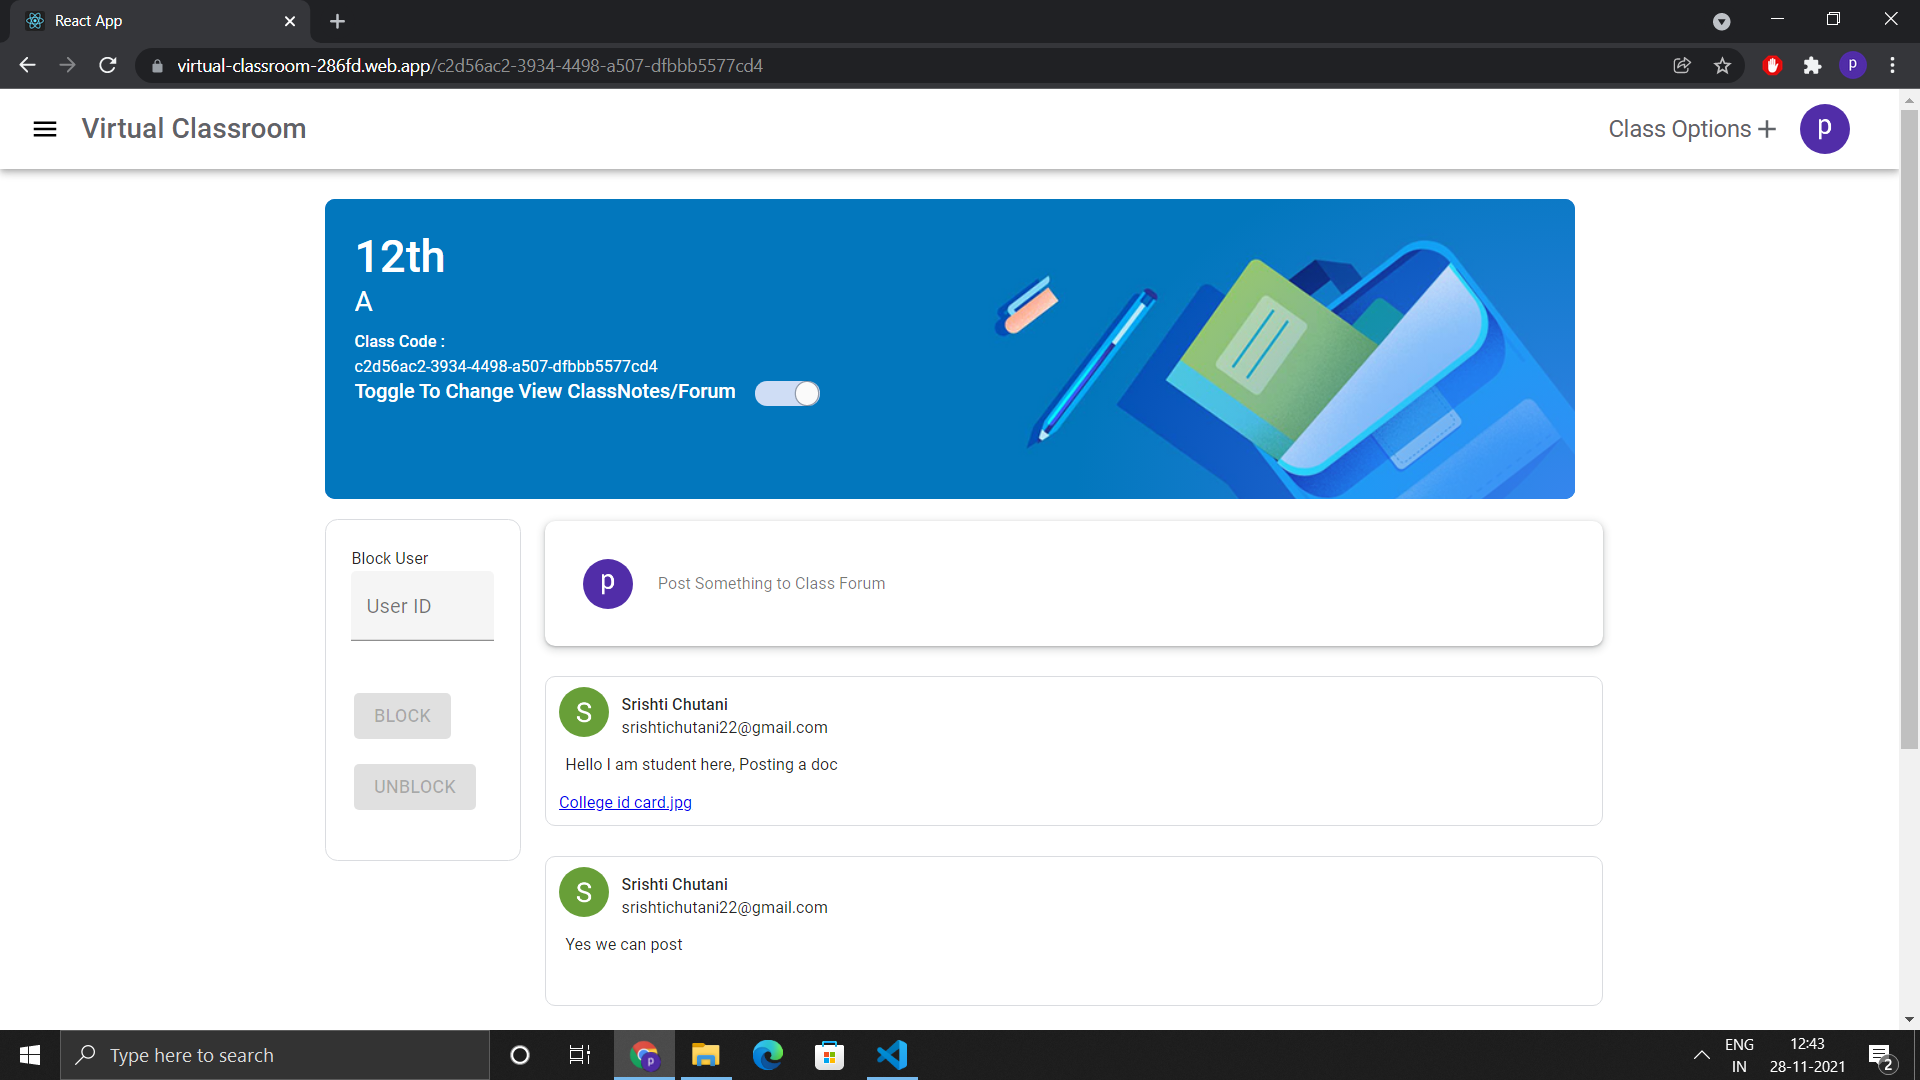 React App
virtual-classroom-286fd.web.app/c2d56ac2-3934-4498-a507-dfbbb5577cd4
p
Virtual Classroom
Class Options
p
12th
A
Class Code :
c2d56ac2-3934-4498-a507-dfbbb5577cd4
Toggle To Change View ClassNotes/Forum
Block User
User ID
BLOCK
UNBLOCK
p
Post Something to Class Forum
S
Srishti Chutani
srishtichutani22@gmail.com
Hello I am student here, Posting a doc
College id card.jpg
S
Srishti Chutani
srishtichutani22@gmail.com
Yes we can post
Type here to search
p
ENG
IN
12:43
28-11-2021
2